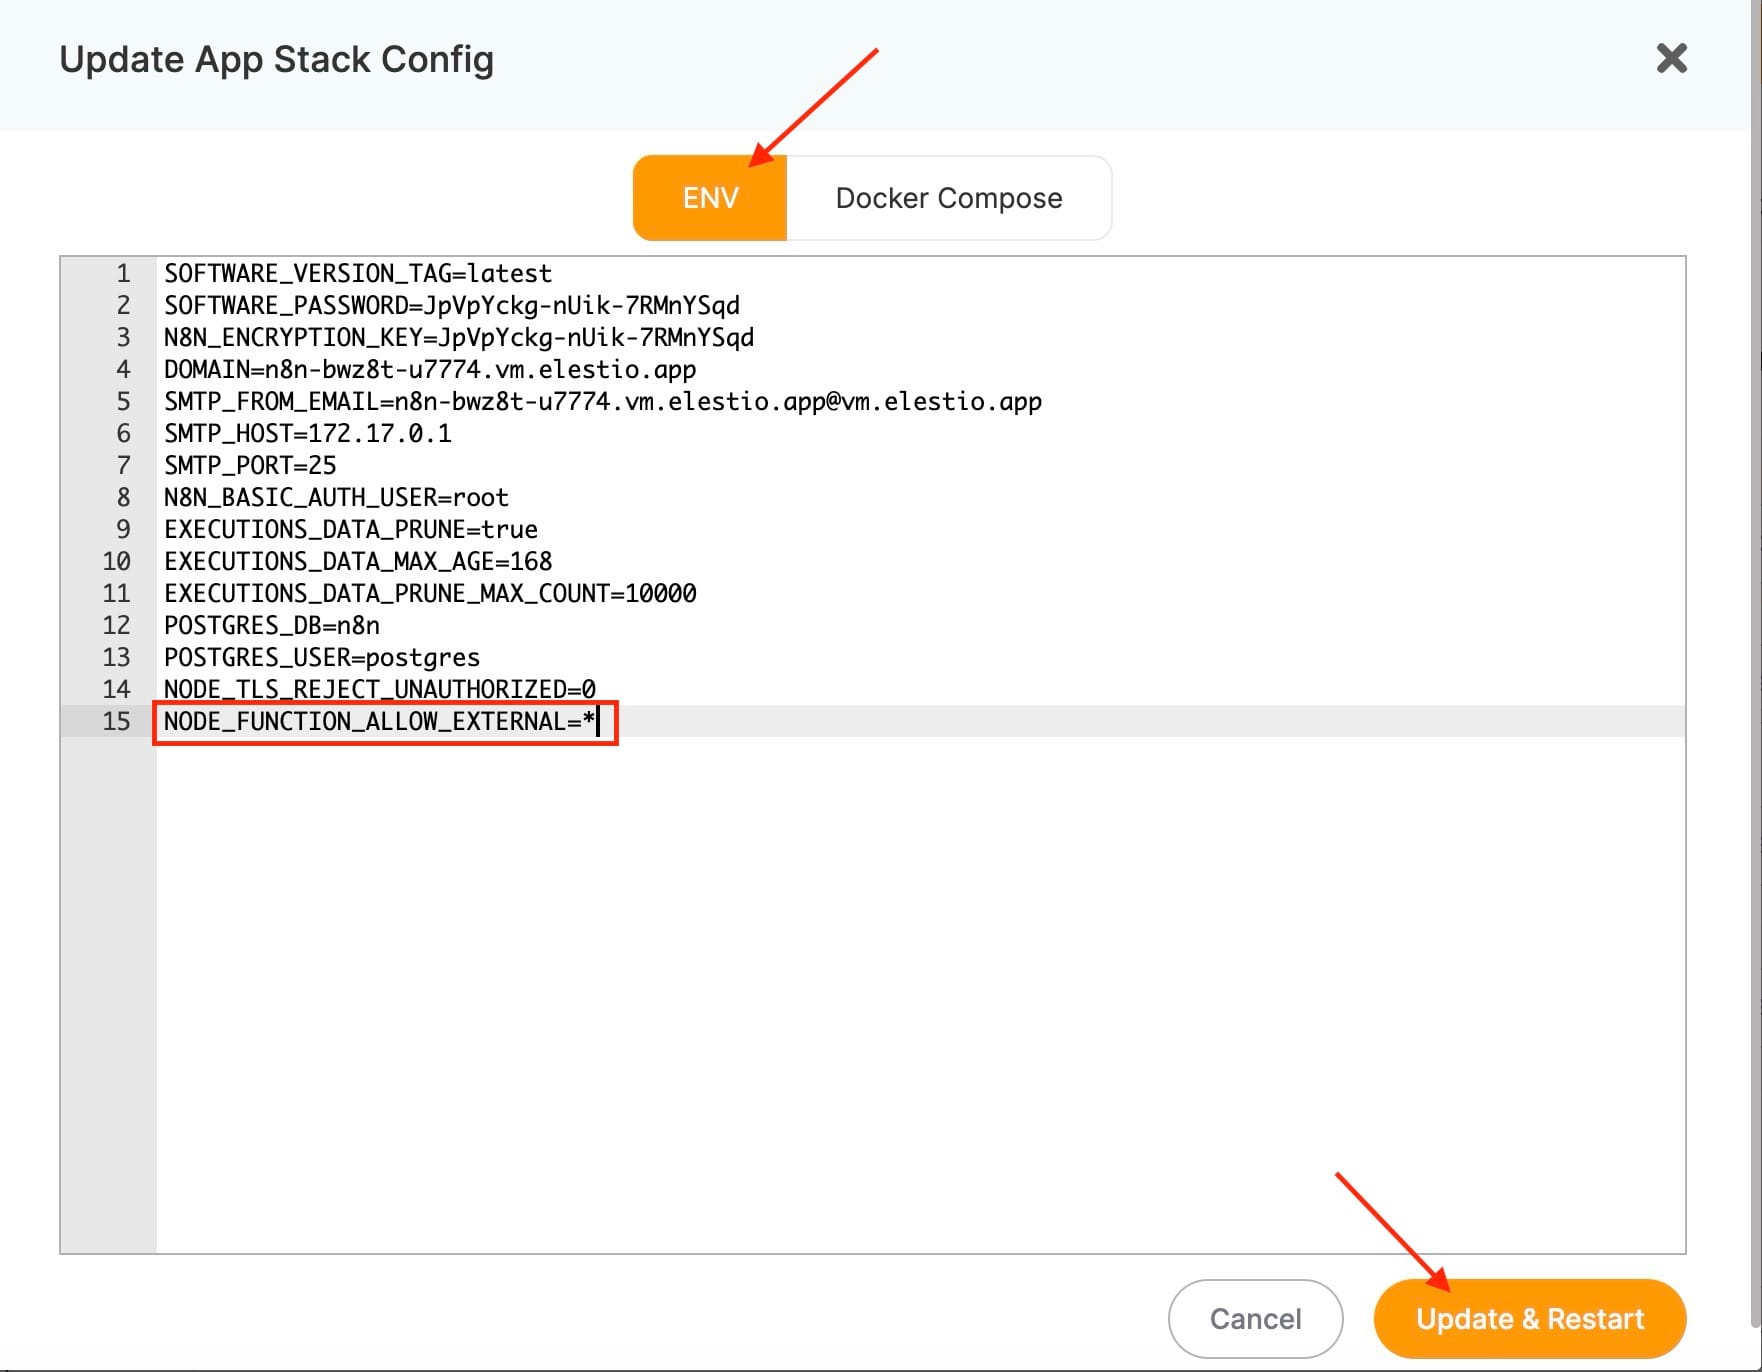 Update App Stack Config
ENV
Docker Compose
1 SOFTWARE_VERSION_TAG=latest
2 SOFTWARE_PASSWORD=JpVpYckg-nUik-7RMnYSqd
3 N8N_ENCRYPTION_KEY=JpVpYckg-nUik-7RMnYSqd
4 DOMAIN=n8n-bwz8t-u7774.vm.elestio.app
5 SMTP_FROM_EMAIL=n8n-bwz8t-u7774.vm.elestio.app@vm.elestio.app
6 SMTP_HOST=172.17.0.1
7 SMTP_PORT=25
8 N8N_BASIC_AUTH_USER=root
9 EXECUTIONS_DATA_PRUNE=true
10 EXECUTIONS_DATA_MAX_AGE=168
11 EXECUTIONS_DATA_PRUNE_MAX_COUNT=10000
12 POSTGRES_DB=n8n
13 POSTGRES_USER=postgres
14 NODE_TLS_REJECT_UNAUTHORIZED=0
15 NODE_FUNCTION_ALLOW_EXTERNAL=*
Cancel
Update & Restart